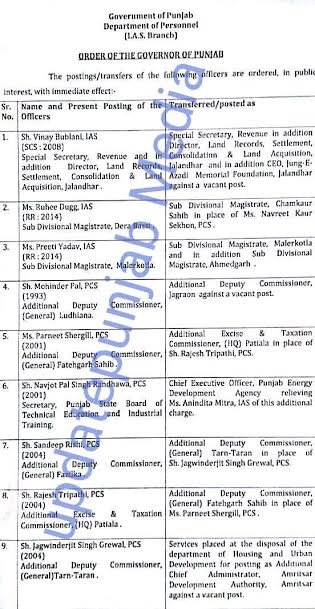 Government of Punjab
Department of Personnel
(I.A.S. Branch)
ORDER OF THE GOVERNOR OF PUNJAB
The postings/transfers of the following officers are ordered, in public
interest, with immediate effect:-
Sr. No.
Name and Present Posting of the Officers
Transferred/posted as
1.
Sh. Vinay Bublani, IAS
(SCS : 2008)
Special Secretary, Revenue and in
addition Director, Land Records,
Settlement, Consolidation & Land
Acquisition, Jalandhar .
Special Secretary, Revenue in addition
Director, Land Records, Settlement,
Consolidation & Land Acquisition,
Jalandhar and in addition CEO, Jung-E-
Azadi Memorial Foundation, Jalandhar
against a vacant post.
2.
Ms. Ruhee Dugg, IAS
(RR : 2014)
Sub Divisional Magistrate, Dera Bassi.
Sub Divisional Magistrate, Chamkaur
Sahib in place of Ms. Navreet Kaur
Sekhon, PCS .
3.
Ms. Preeti Yadav, IAS
(RR : 2014)
Sub Divisional Magistrate, Malerkotla.
Sub Divisional Magistrate, Malerkotla
and in addition Sub Divisional
Magistrate, Ahmedgarh .
4.
Sh. Mohinder Pal, PCS
(1993)
Additional Deputy Commissioner,
(General) Ludhiana.
Additional Deputy Commissioner,
Jagraon against a vacant post.
5.
Ms. Parneet Shergill, PCS
(2001)
Additional Deputy Commissioner,
(General) Fatehgarh Sahib .
Additional Excise & Taxation
Commissioner, (HQ) Patiala in place of
Sh. Rajesh Tripathi, PCS.
6.
Sh. Navjot Pal Singh Randhawa, PCS
(2001)
Secretary, Punjab State Board of
Technical Education and Industrial
Training.
Chief Executive Officer, Punjab Energy
Development Agency relieving
Ms. Anindita Mitra, IAS of this additional
charge.
7.
Sh. Sandeep Rishi, PCS
(2004)
Additional Deputy Commissioner,
(General) Fazilka .
Additional Deputy Commissioner,
(General) Tarn-Taran in place of
Sh. Jagwinderjit Singh Grewal, PCS.
8.
Sh. Rajesh Tripathi, PCS
(2004)
Additional Excise & Taxation
Commissioner, (HQ) Patiala .
Additional Deputy Commissioner,
(General) Fatehgarh Sahib in place of
Ms. Parneet Shergill, PCS .
9.
Sh. Jagwinderjit Singh Grewal, PCS
(2004)
Additional Deputy Commissioner,
(General)Tarn-Taran .
Services placed at the disposal of the
department of Housing and Urban
Development for posting as Additional
Chief Administrator, Amritsar
Development Authority, Amritsar
against a vacant post.
updatepunjab Media